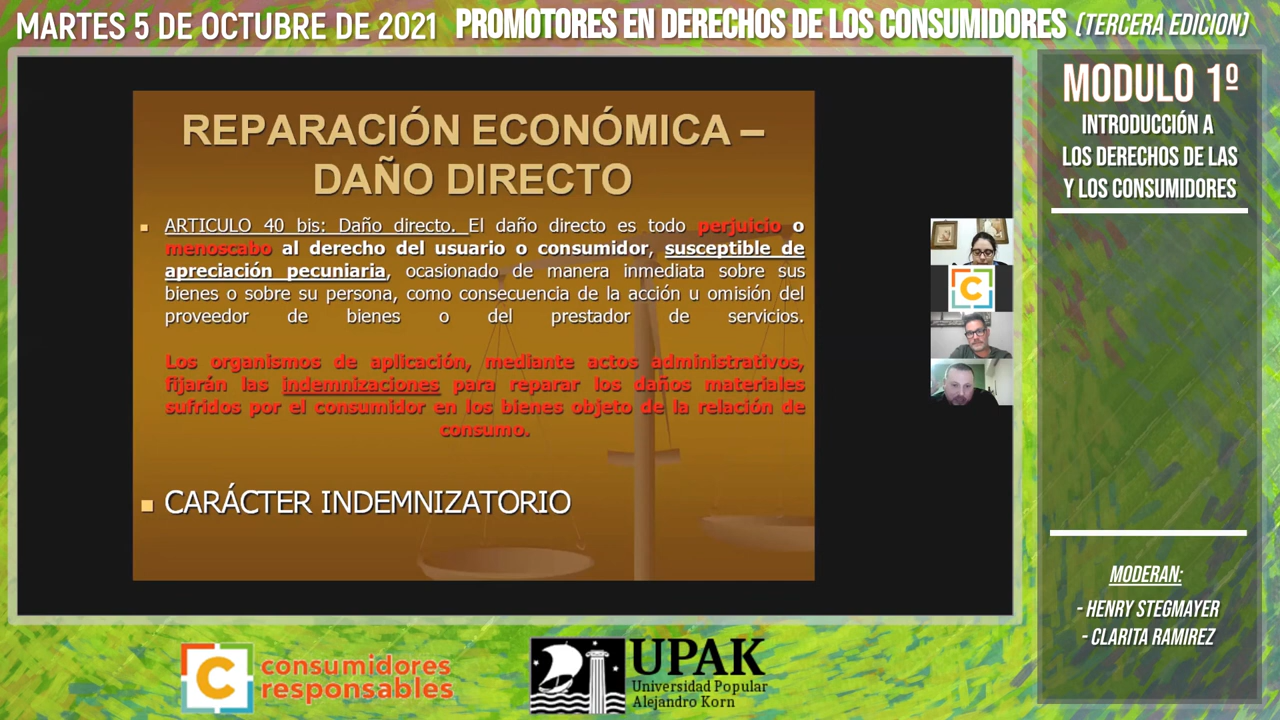 MARTES 5 DE OCTUBRE DE 2021 PROMOTORES EN DERECHOS DE LOS CONSUMIDORES (TERCERA EDICION)
MODULO 1º
INTRODUCCIÓN A
LOS DERECHOS DE LAS
Y LOS CONSUMIDORES
REPARACIÓN ECONÓMICA –
DAÑO DIRECTO
ARTICULO 40 bis: Daño directo. El daño directo es todo perjuicio o
menoscabo al derecho del usuario o consumidor, susceptible de
apreciación pecuniaria, ocasionado de manera inmediata sobre sus
bienes o sobre su persona, como consecuencia de la acción u omisión del
proveedor de bienes o del prestador de servicios.
Los organismos de aplicación, mediante actos administrativos,
fijarán las indemnizaciones para reparar los daños materiales
sufridos por el consumidor en los bienes objeto de la relación de
consumo.
CARÁCTER INDEMNIZATORIO
C
MODERAN:
- HENRY STEGMAYER
- CLARITA RAMIREZ
C
consumidores
responsables
UPAK
Universidad Popular
Alejandro Korn